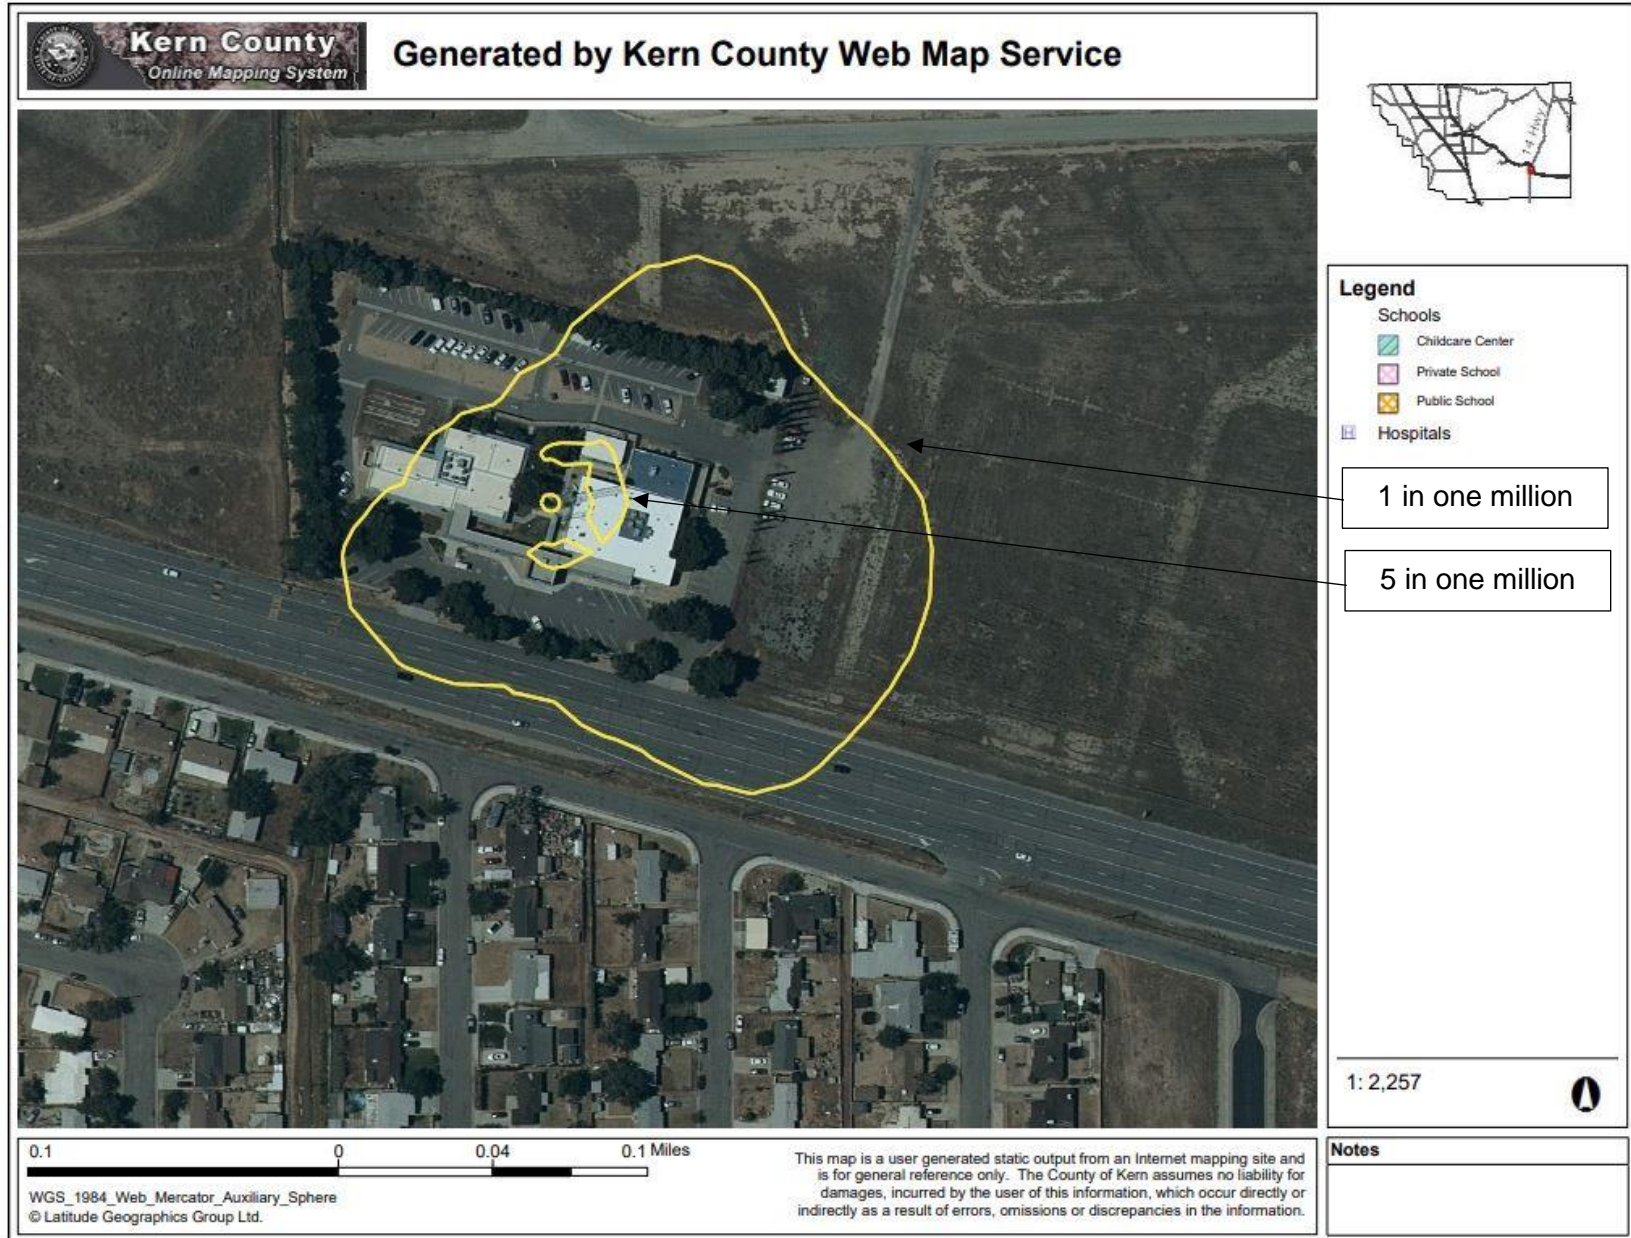 Kern County
Online Mapping System
Generated by Kern County Web Map Service
14 Hwy
Legend
Schools
Childcare Center
Private School
Public School
H Hospitals
1 in one million
5 in one million
1: 2,257
0.1 0 0.04 0.1 Miles
WGS_1984_Web_Mercator_Auxiliary_Sphere
© Latitude Geographics Group Ltd.
This map is a user generated static output from an Internet mapping site and
is for general reference only. The County of Kern assumes no liability for
damages, incurred by the user of this information, which occur directly or
indirectly as a result of errors, omissions or discrepancies in the information.
Notes